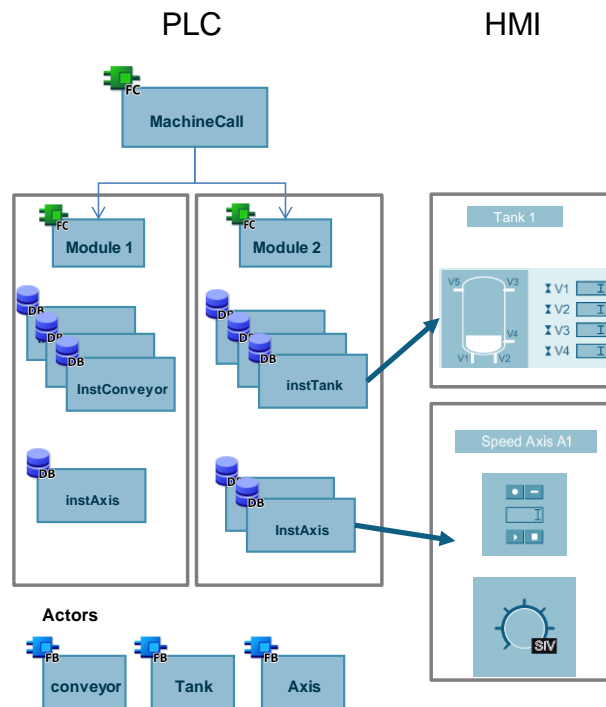 PLC
HMI
FC
MachineCall
FC
Module 1
FC
Module 2
Tank 1
V5
V3
V4
V1
V2
V1
V2
V3
V4
DB
DB
DB
InstConveyor
DB
DB
DB
instTank
DB
instAxis
DB
DB
InstAxis
Speed Axis A1
SIV
Actors
FB
conveyor
FB
Tank
FB
Axis